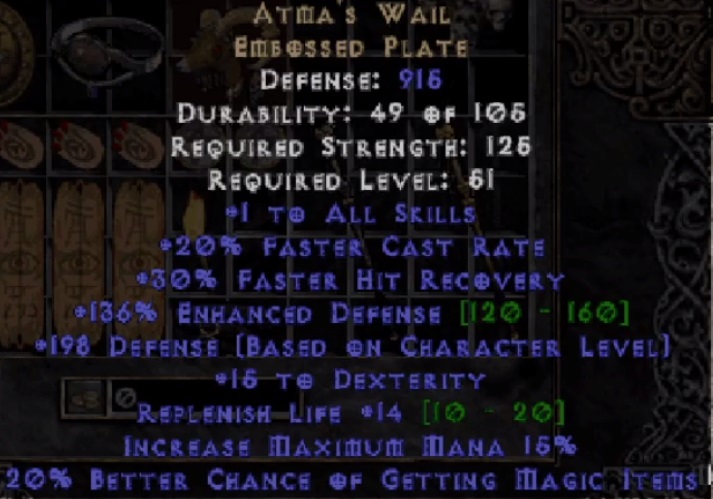 Atma's Wail
Embossed Plate
Defense: 915
Durability: 49 of 105
Required Strength: 125
Required Level: 51
+1 to All Skills
+20% Faster Cast Rate
+30% Faster Hit Recovery
+136% Enhanced Defense [120 - 160]
+198 Defense (Based on Character Level)
+15 to Dexterity
Replenish Life +14 [10 - 20]
Increase Maximum Mana 15%
20% Better Chance of Getting Magic Items
0